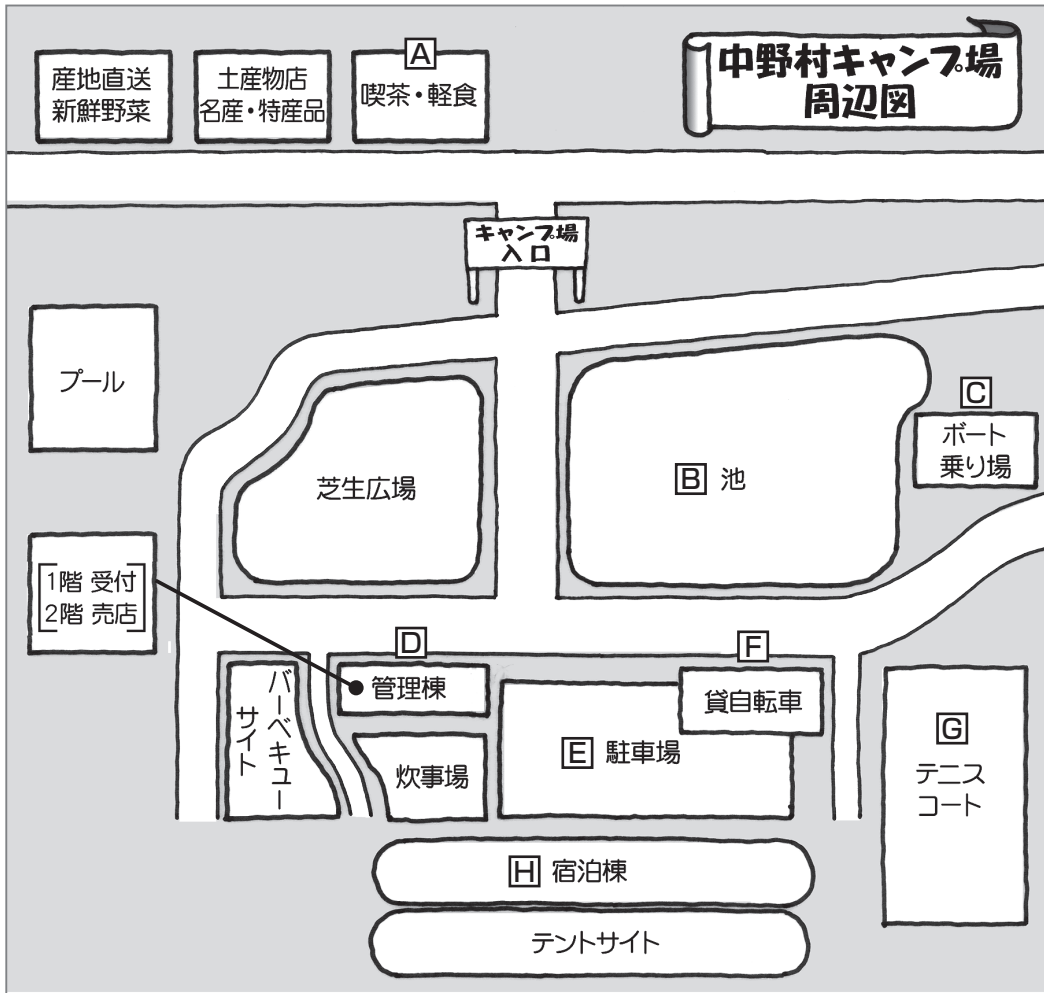 中野村キャンプ場
周辺図
産地直送
新鮮野菜
土産物店
名産・特産品
A
喫茶・軽食
キャンプ場
入口
プール
芝生広場
B 池
C
ボート
乗り場
1階 受付
2階 売店
D
管理棟
F
貸自転車
バーベキュー
サイト
炊事場
E 駐車場
G
テニス
コート
H 宿泊棟
テントサイト